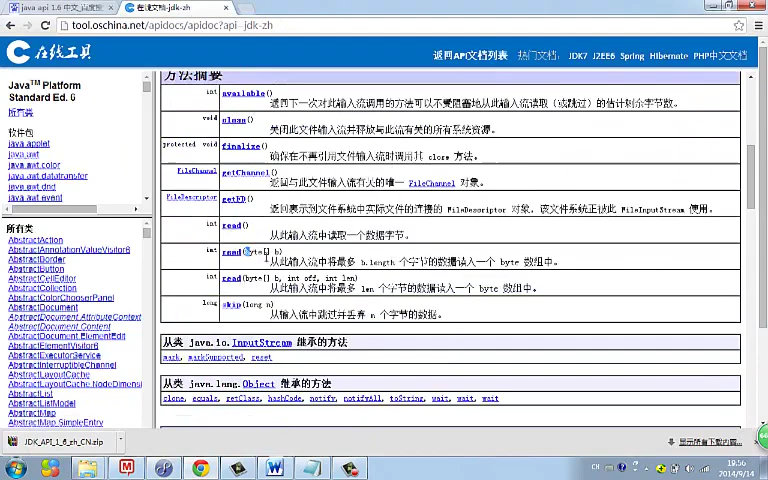 java api 1.6 中文_百度搜
在线文档-jdk-zh
tool.oschina.net/apidocs/apidoc?api=jdk-zh
在线工具
返回API文档列表 热门文档: JDK7 J2EE6 Spring Hibernate PHP中文文档
Java™ Platform
Standard Ed. 6
所有类
软件包
java.applet
java.awt
java.awt.color
java.awt.datatransfer
java.awt.dnd
java.awt.event
所有类
AbstractAction
AbstractAnnotationValueVisitor6
AbstractBorder
AbstractButton
AbstractCellEditor
AbstractCollection
AbstractColorChooserPanel
AbstractDocument
AbstractDocument.AttributeContext
AbstractDocument.Content
AbstractDocument.ElementEdit
AbstractElementVisitor6
AbstractExecutorService
AbstractInterruptibleChannel
AbstractLayoutCache
AbstractLayoutCache.NodeDimensi
AbstractList
AbstractListModel
AbstractMap
AbstractMap.SimpleEntry
方法摘要
int available()
返回下一次对此输入流调用的方法可以不受阻塞地从此输入流读取（或跳过）的估计剩余字节数。
void close()
关闭此文件输入流并释放与此流有关的所有系统资源。
protected void finalize()
确保在不再引用文件输入流时调用其 close 方法。
FileChannel getChannel()
返回与此文件输入流有关的唯一 FileChannel 对象。
FileDescriptor getFD()
返回表示到文件系统中实际文件的连接的 FileDescriptor 对象，该文件系统正被此 FileInputStream 使用。
int read()
从此输入流中读取一个数据字节。
int read(byte[] b)
从此输入流中将最多 b.length 个字节的数据读入一个 byte 数组中。
int read(byte[] b, int off, int len)
从此输入流中将最多 len 个字节的数据读入一个 byte 数组中。
long skip(long n)
从输入流中跳过并丢弃 n 个字节的数据。
从类 java.io.InputStream 继承的方法
mark, markSupported, reset
从类 java.lang.Object 继承的方法
clone, equals, getClass, hashCode, notify, notifyAll, toString, wait, wait, wait
JDK_API_1_6_zh_CN.zip
显示所有下载内容...
CH
19:56
2014/9/14